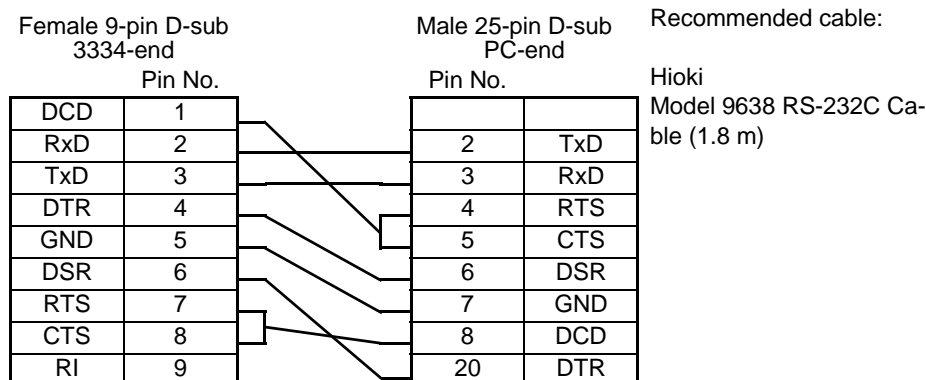 Female 9-pin D-sub
3334-end
Male 25-pin D-sub
PC-end
Recommended cable:
Pin No.
Pin No.
Hioki
Model 9638 RS-232C Ca-
ble (1.8 m)
DCD 1
RxD 2 2 TxD
TxD 3 3 RxD
DTR 4 4 RTS
GND 5 5 CTS
DSR 6 6 DSR
RTS 7 7 GND
CTS 8 8 DCD
RI 9 20 DTR